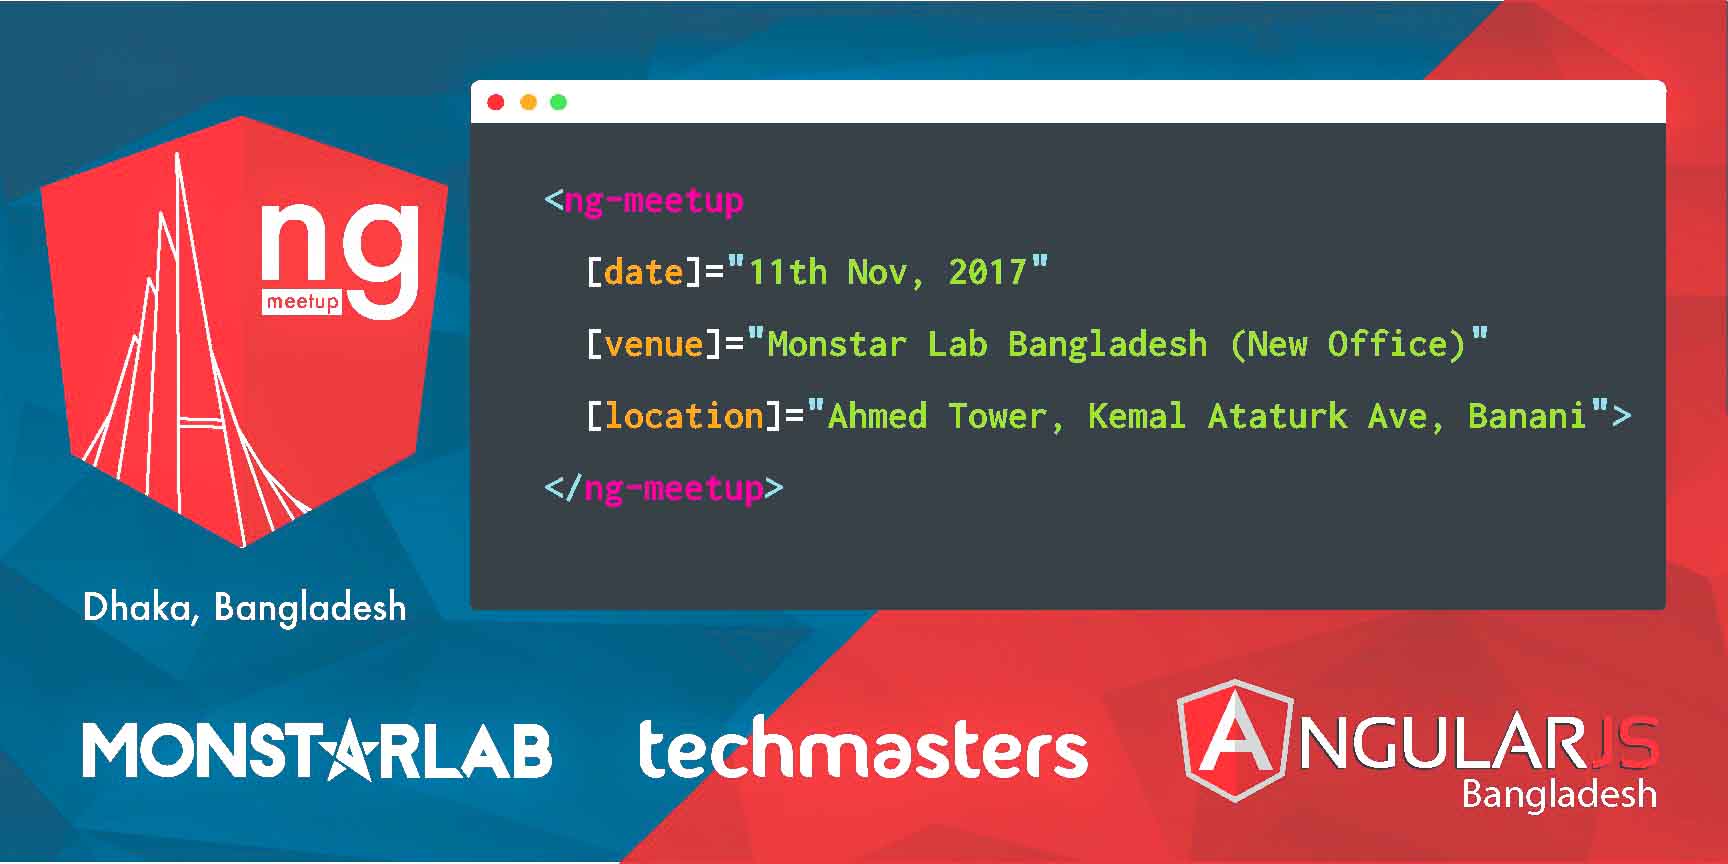 ng
meetup
Dhaka, Bangladesh
<ng-meetup
[date]="11th Nov, 2017"
[venue]="Monstar Lab Bangladesh (New Office)"
[location]="Ahmed Tower, Kemal Ataturk Ave, Banani">
</ng-meetup>
MONSTARLAB
techmasters
ANGULARJS
Bangladesh